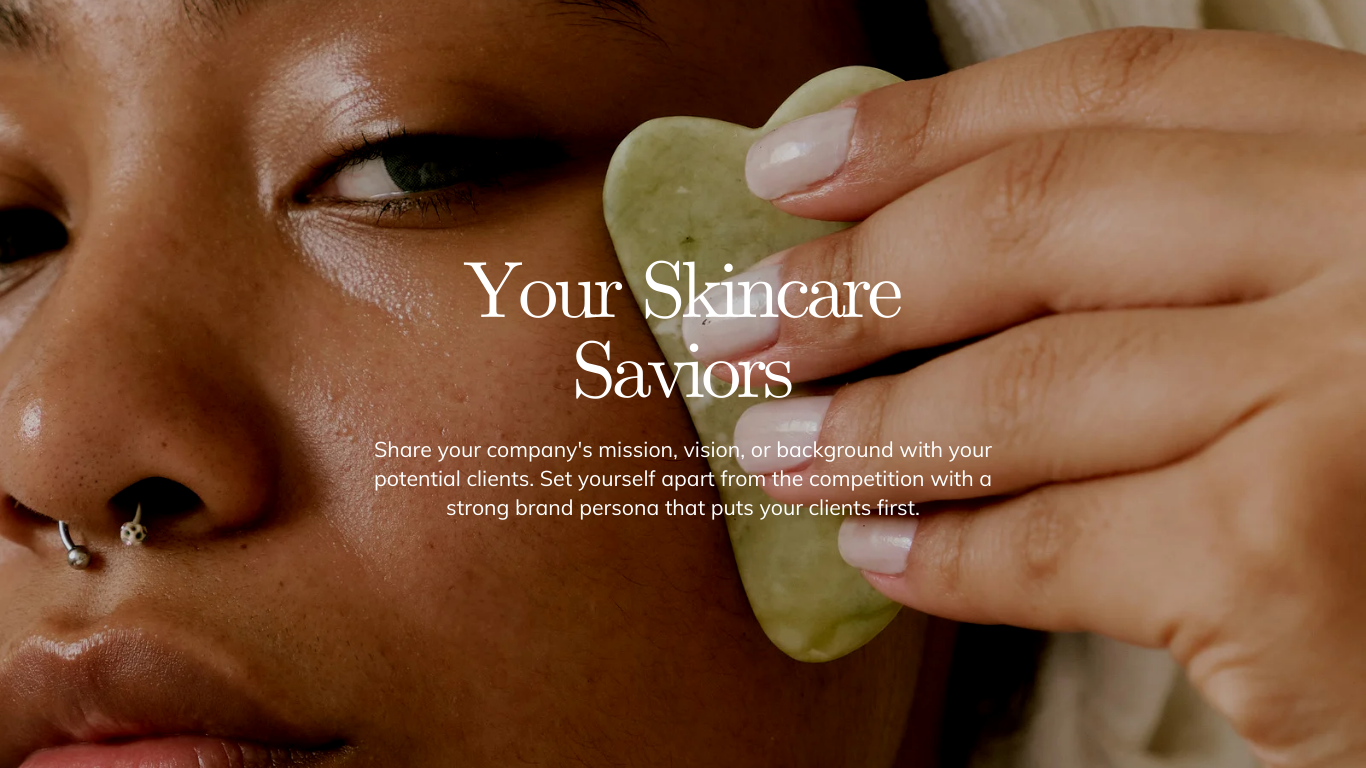 Your Skincare
Saviors
Share your company's mission, vision, or background with your
potential clients. Set yourself apart from the competition with a
strong brand persona that puts your clients first.